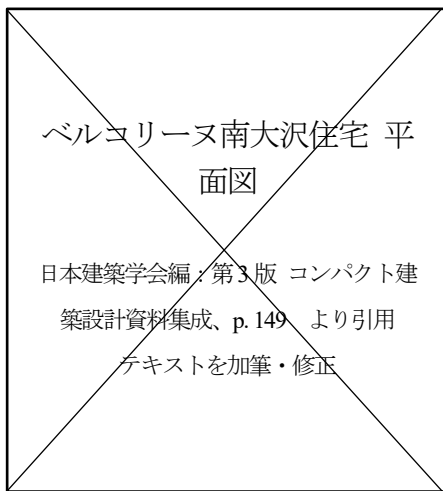 ベルコリーヌ南大沢住宅 平
面図
日本建築学会編：第3版 コンパクト建
築設計資料集成、p. 149 より引用
テキストを加筆・修正